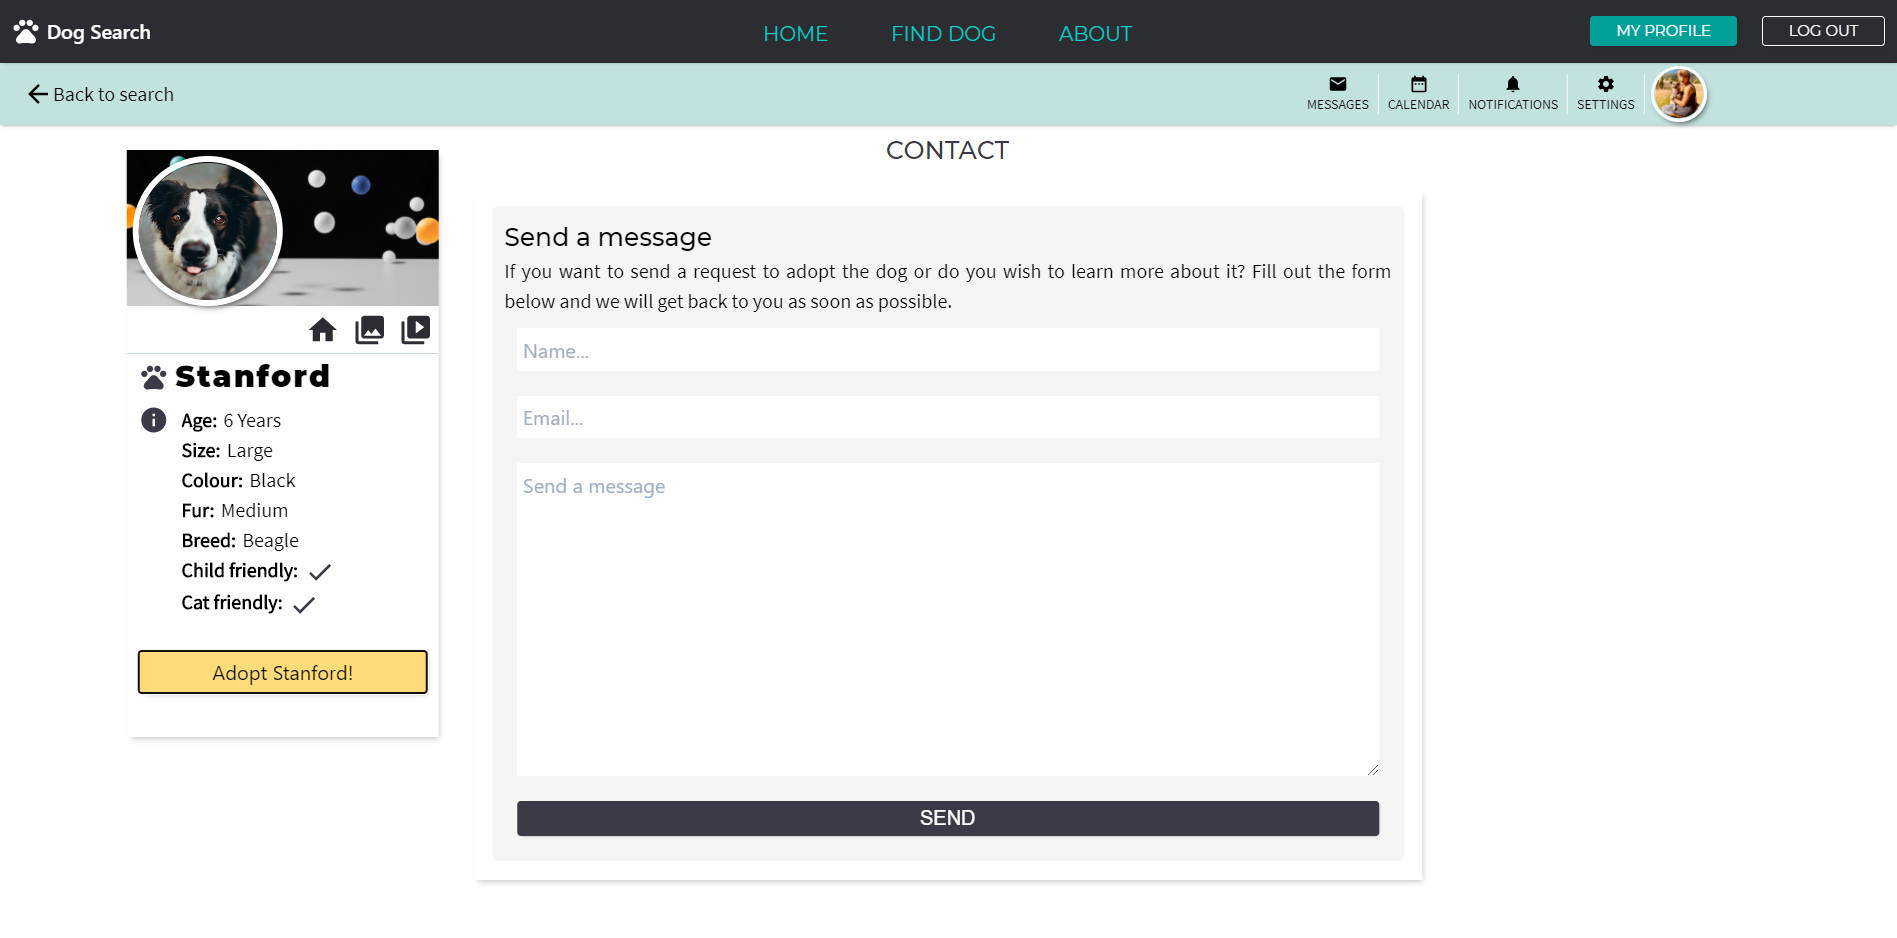 Dog Search
HOME
FIND DOG
ABOUT
MY PROFILE
LOG OUT
Back to search
MESSAGES
CALENDAR
NOTIFICATIONS
SETTINGS
CONTACT
Stanford
Age: 6 Years
Size: Large
Colour: Black
Fur: Medium
Breed: Beagle
Child friendly:
Cat friendly:
Adopt Stanford!
Send a message
If you want to send a request to adopt the dog or do you wish to learn more about it? Fill out the form
below and we will get back to you as soon as possible.
Name...
Email...
Send a message
SEND